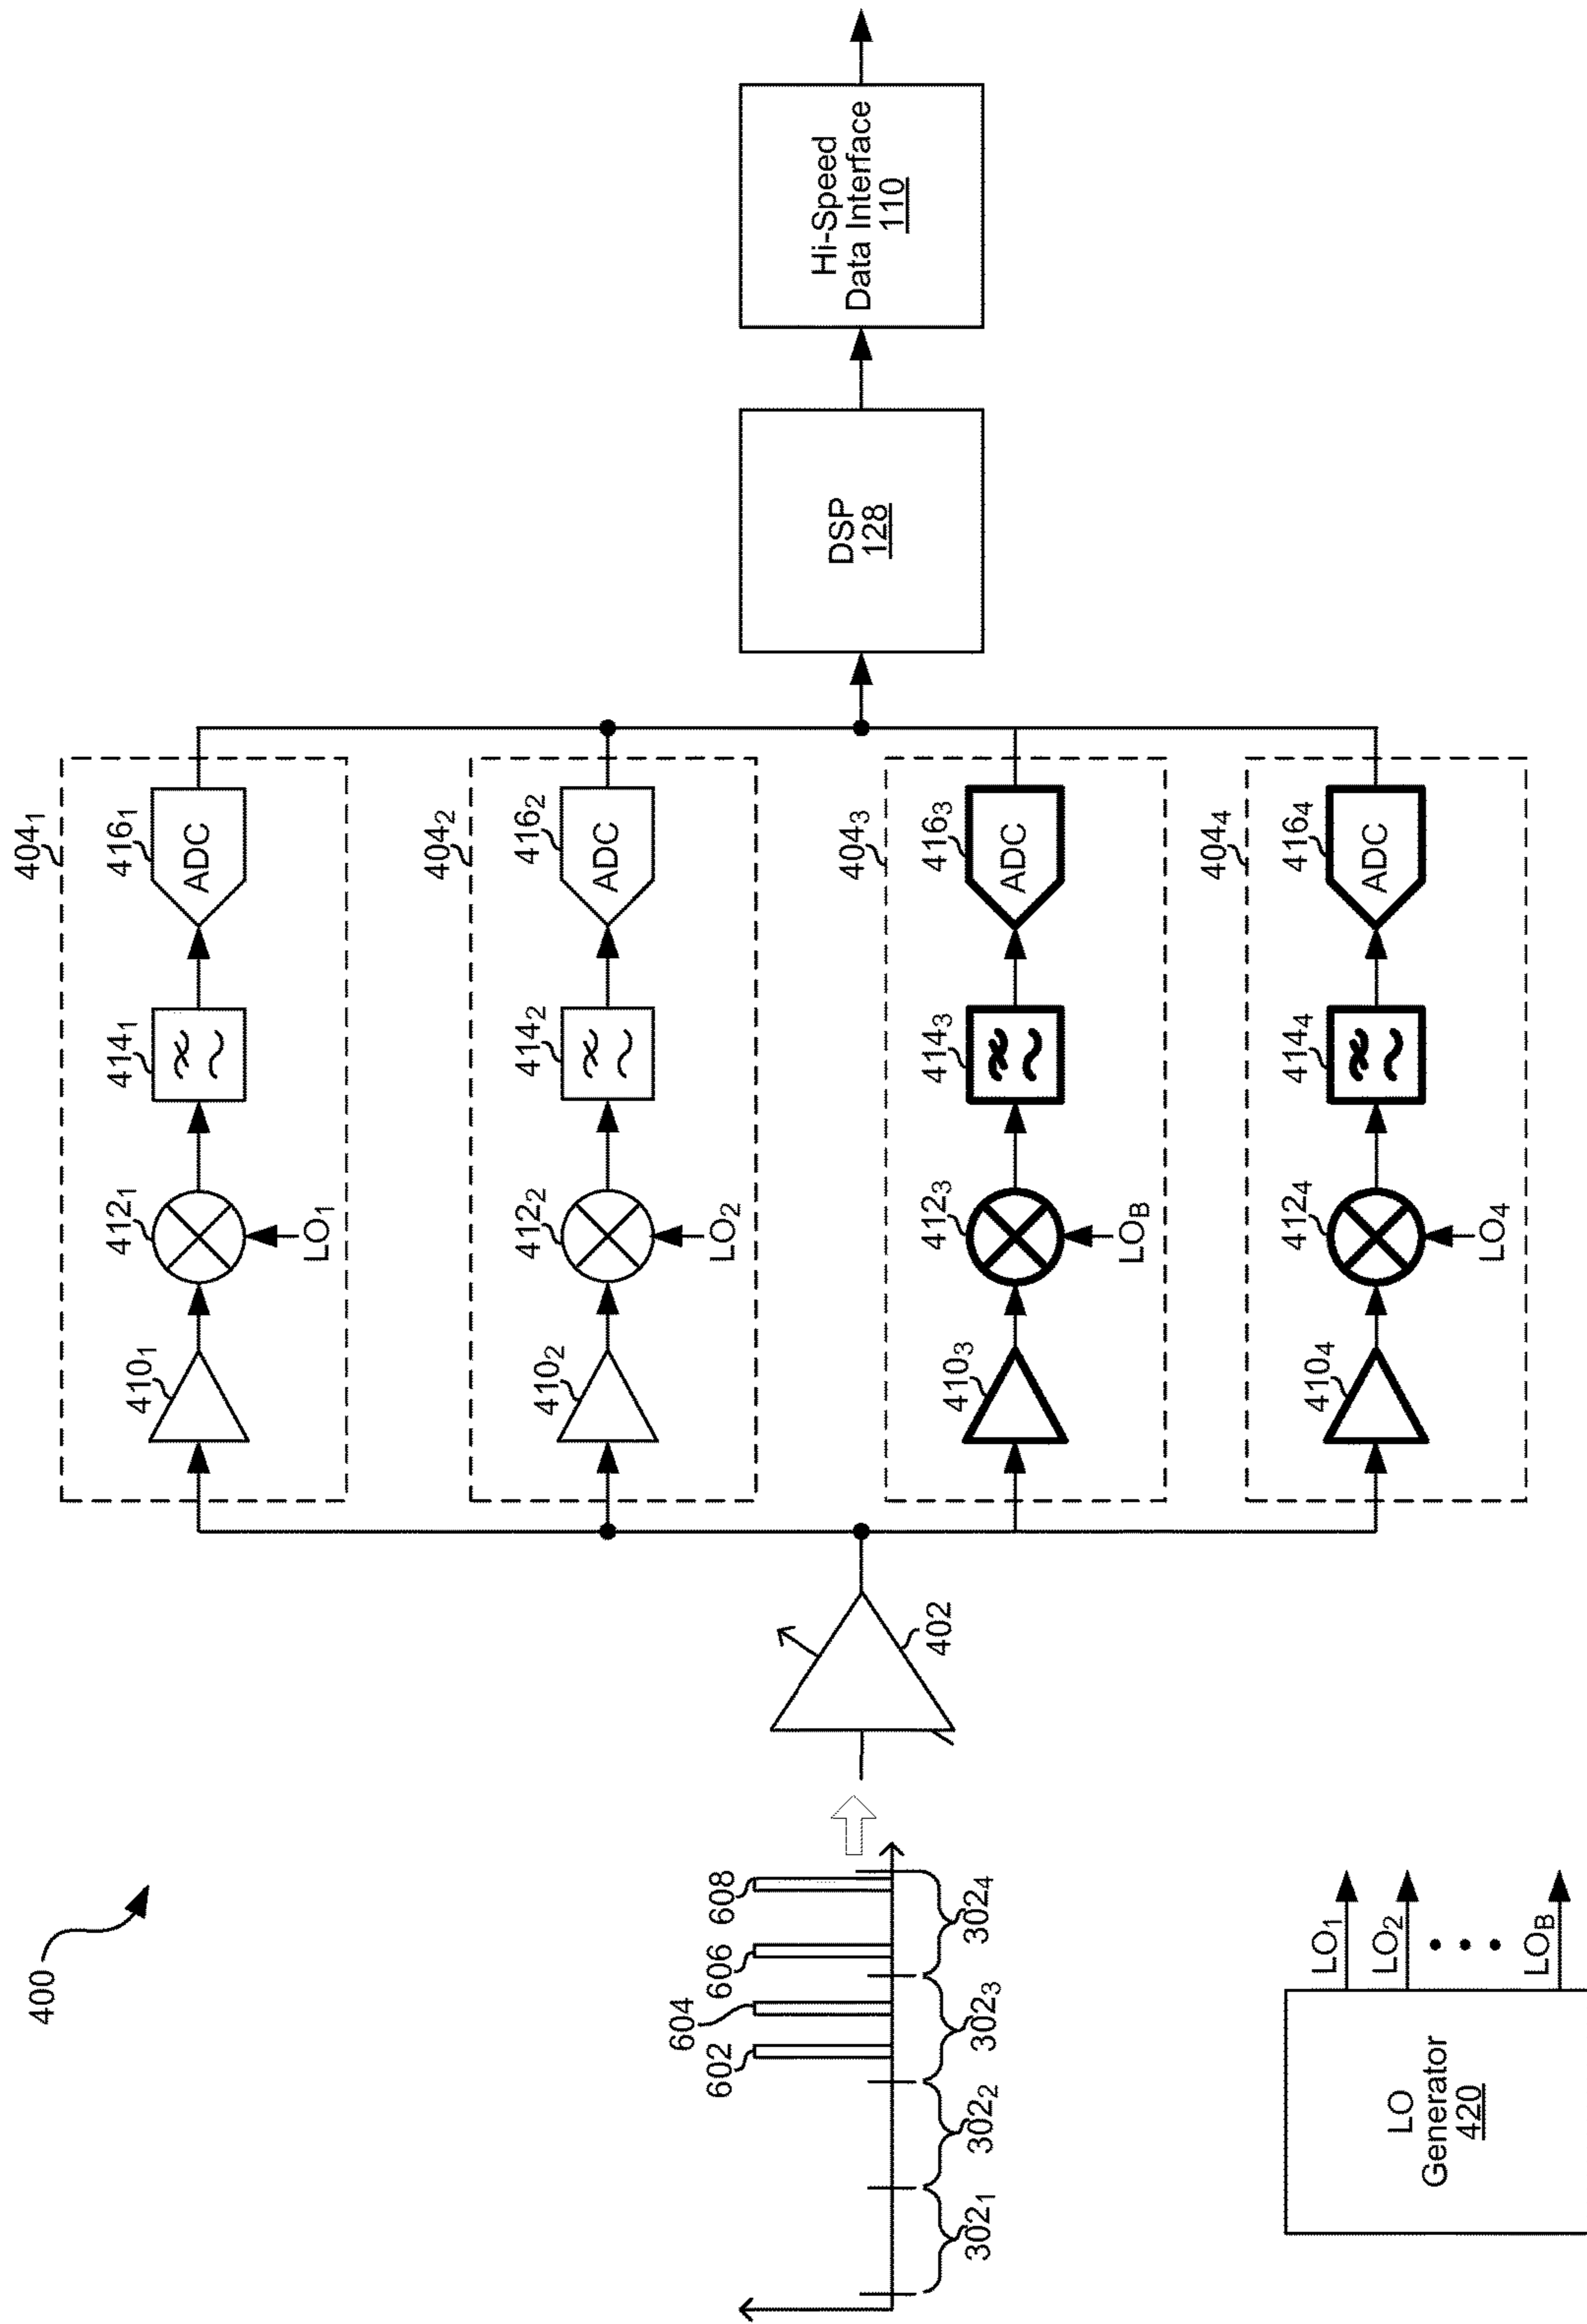 400
404₁
410₁
412₁
LO₁
414₁
416₁
ADC
404₂
410₂
412₂
LO₂
414₂
416₂
ADC
602
604
606
608
302₁
302₂
302₃
302₄
402
DSP
128
Hi-Speed
Data Interface
110
404₃
410₃
412₃
LO_B
414₃
416₃
ADC
404₄
410₄
412₄
LO₄
414₄
416₄
ADC
LO
Generator
420
LO₁
LO₂
LO_B